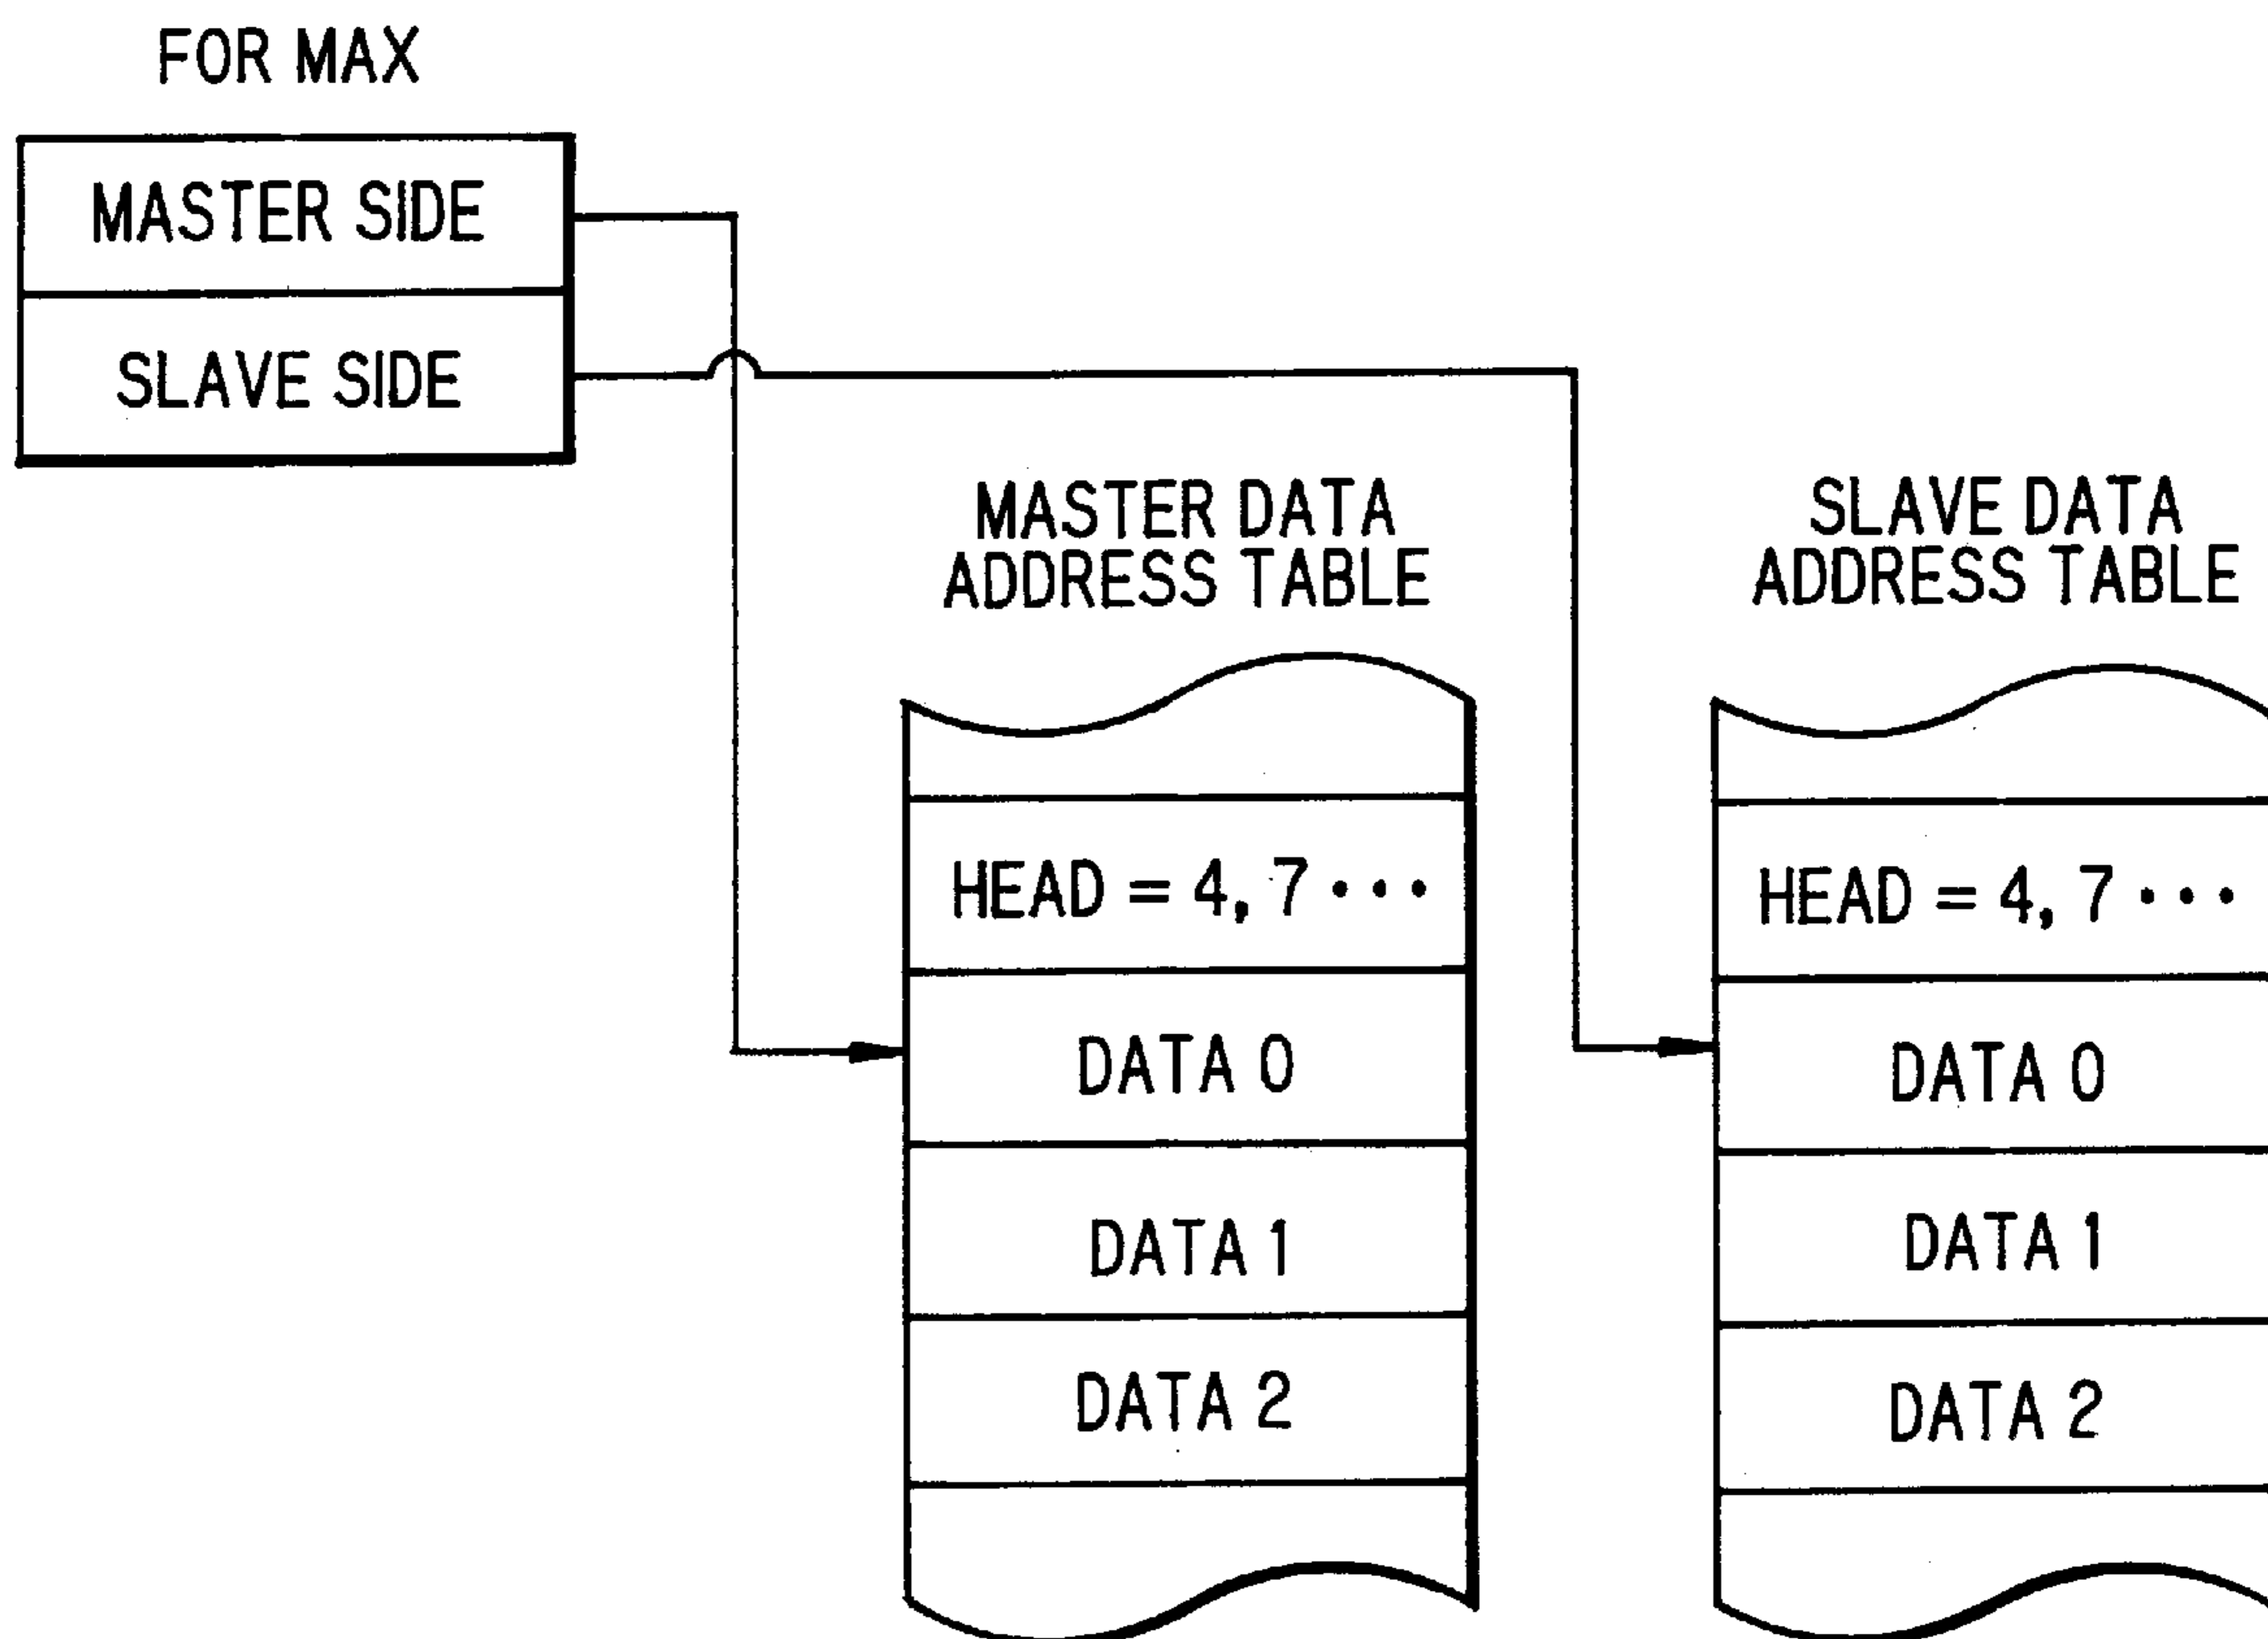 FOR MAX
MASTER SIDE
SLAVE SIDE
MASTER DATA
ADDRESS TABLE
HEAD = 4, 7 • • •
DATA 0
DATA 1
DATA 2
SLAVE DATA
ADDRESS TABLE
HEAD = 4, 7 • • •
DATA 0
DATA 1
DATA 2